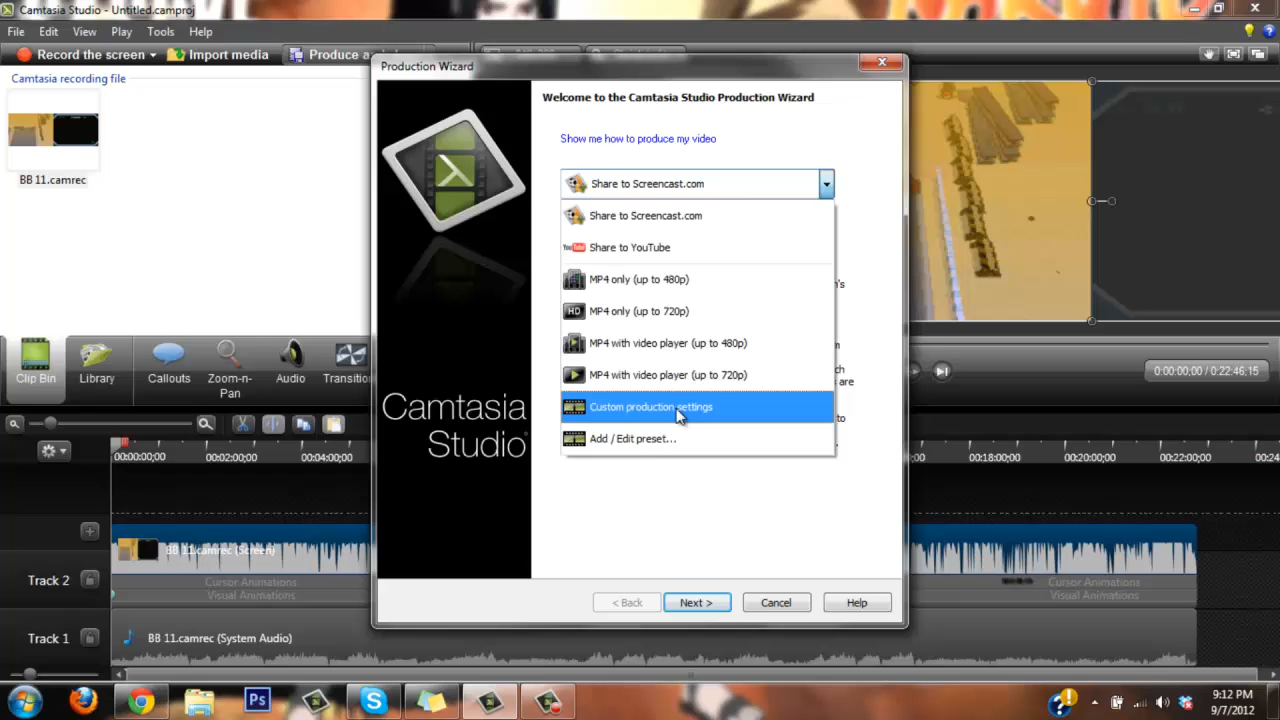 Camtasia Studio - Untitled.camproj
File Edit View Play Tools Help
Record the screen Import media Produce a
Camtasia recording file
BB 11.camrec
Production Wizard
Welcome to the Camtasia Studio Production Wizard
Show me how to produce my video
Share to Screencast.com
Share to Screencast.com
You Tube Share to YouTube
MP4 only (up to 480p)
HD MP4 only (up to 720p)
MP4 with video player (up to 480p)
MP4 with video player (up to 720p)
Custom production settings
Add / Edit preset...
Camtasia
Studio
< Back Next > Cancel Help
Clip Bin Library Callouts Zoom-n-Pan Audio Transitio
0:00:00;00 / 0:22:46;15
00:00:00;00 00:02:00;00 00:04:00;00 ;00 00:18:00;00 00:20:00;00 00:22:00;00 00:24
BB 11.camrec (Screen)
Track 2
Cursor Animations Cursor Animations
Visual Animations Visual Animations
Track 1 BB 11.camrec (System Audio)
Ps
9:12 PM
9/7/2012